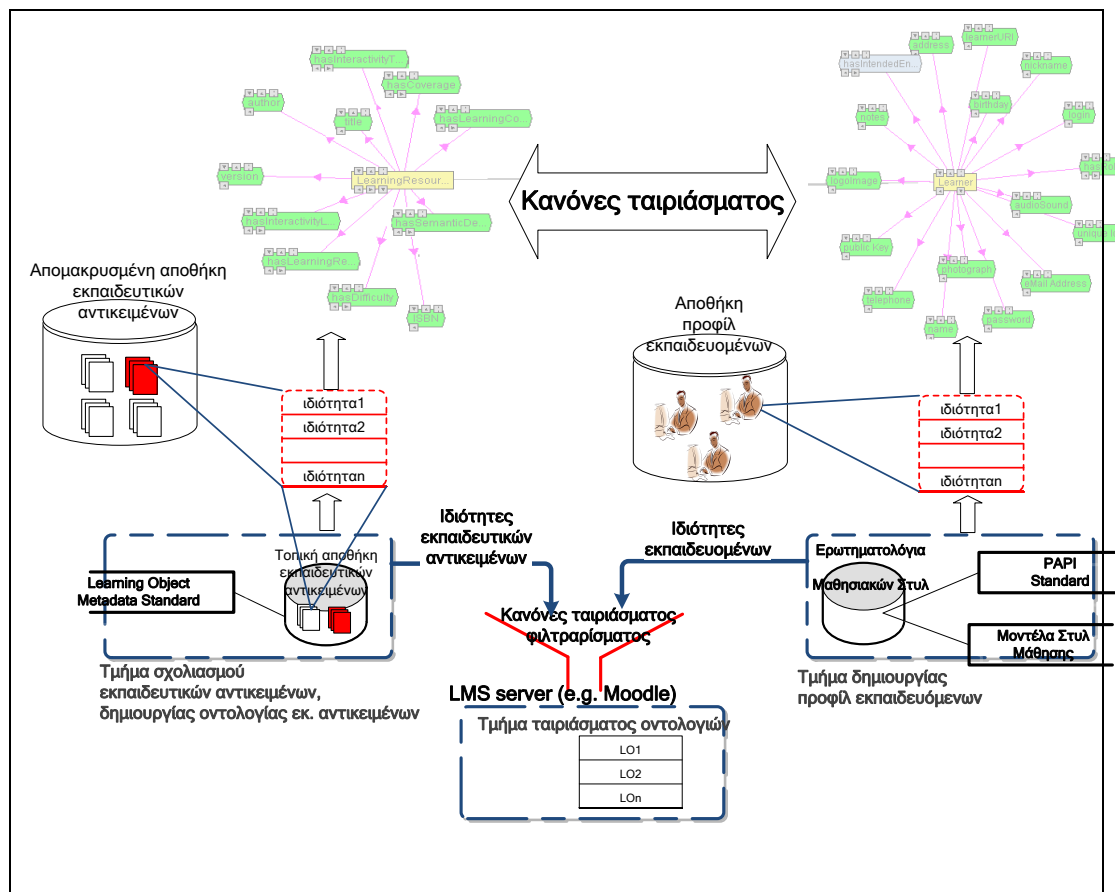 hasInteractivityT...
hasCoverage
author
title
hasLearningCo...
version
LearningResour...
hasInteractivityL...
hasSemanticDe...
hasLearningRe...
hasDifficulty
ISBN
Κανόνες ταιριάσματος
address
learnerURI
hasIntendedEn...
nickname
birthday
notes
login
logoImage
Learner
audioSound
public Key
photograph
eMail Address
telephone
name
password
Απομακρυσμένη αποθήκη
εκπαιδευτικών
αντικειμένων
Αποθήκη
προφίλ
εκπαιδευομένων
ιδιότητα1
ιδιότητα2
ιδιότηταn
ιδιότητα1
ιδιότητα2
ιδιότηταn
Ιδιότητες
εκπαιδευτικών
αντικειμένων
Ιδιότητες
εκπαιδευομένων
Τοπική αποθήκη
εκπαιδευτικών
αντικειμένων
Learning Object
Metadata Standard
Ερωτηματολόγια
Μαθησιακών Στυλ
PAPI
Standard
Μοντέλα Στυλ
Μάθησης
Κανόνες ταιριάσματος
φιλτραρίσματος
Τμήμα σχολιασμού
εκπαιδευτικών αντικειμένων,
δημιουργίας οντολογίας εκ. αντικειμένων
Τμήμα δημιουργίας
προφίλ εκπαιδευόμενων
LMS server (e.g. Moodle)
Τμήμα ταιριάσματος οντολογιών
LO1
LO2
LOn